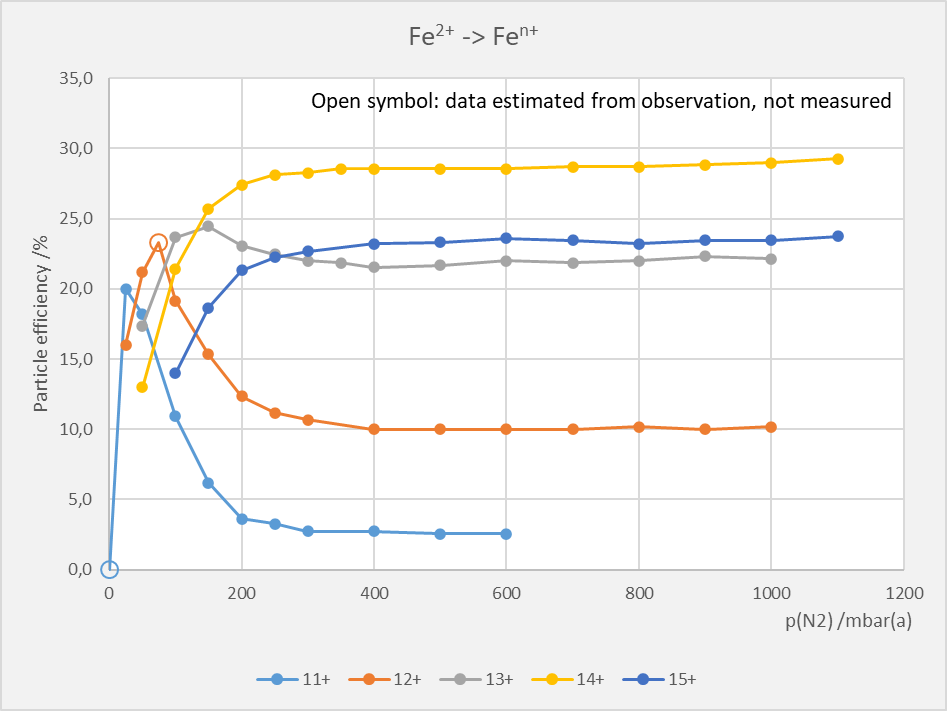 Fe2+ -> Fen+
35,0
Open symbol: data estimated from observation, not measured
30,0
25,0
20,0
15,0
10,0
5,0
0,0
Particle efficiency /%
0 200 400 600 800 1000 1200
p(N2) /mbar(a)
11+ 12+ 13+ 14+ 15+